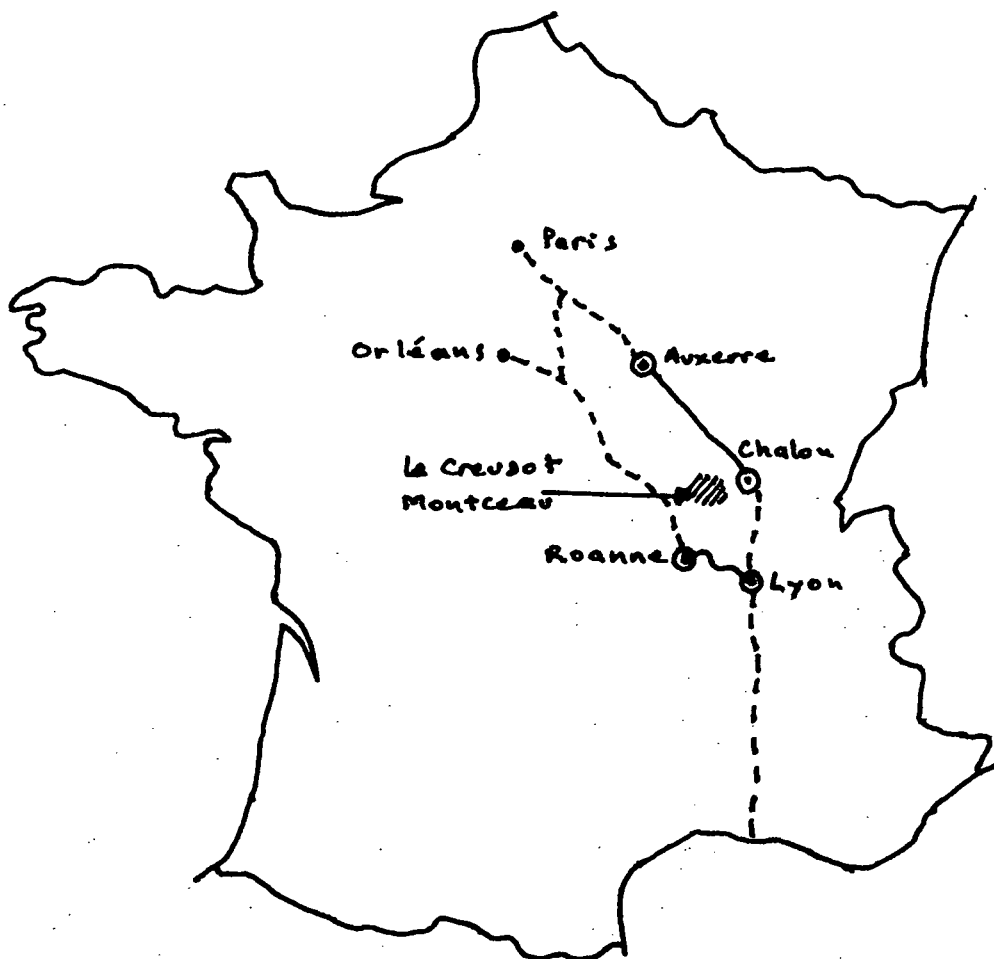 Paris
Orléans
Auxerre
Chalon
Le Creusot
Montceau
Roanne
Lyon